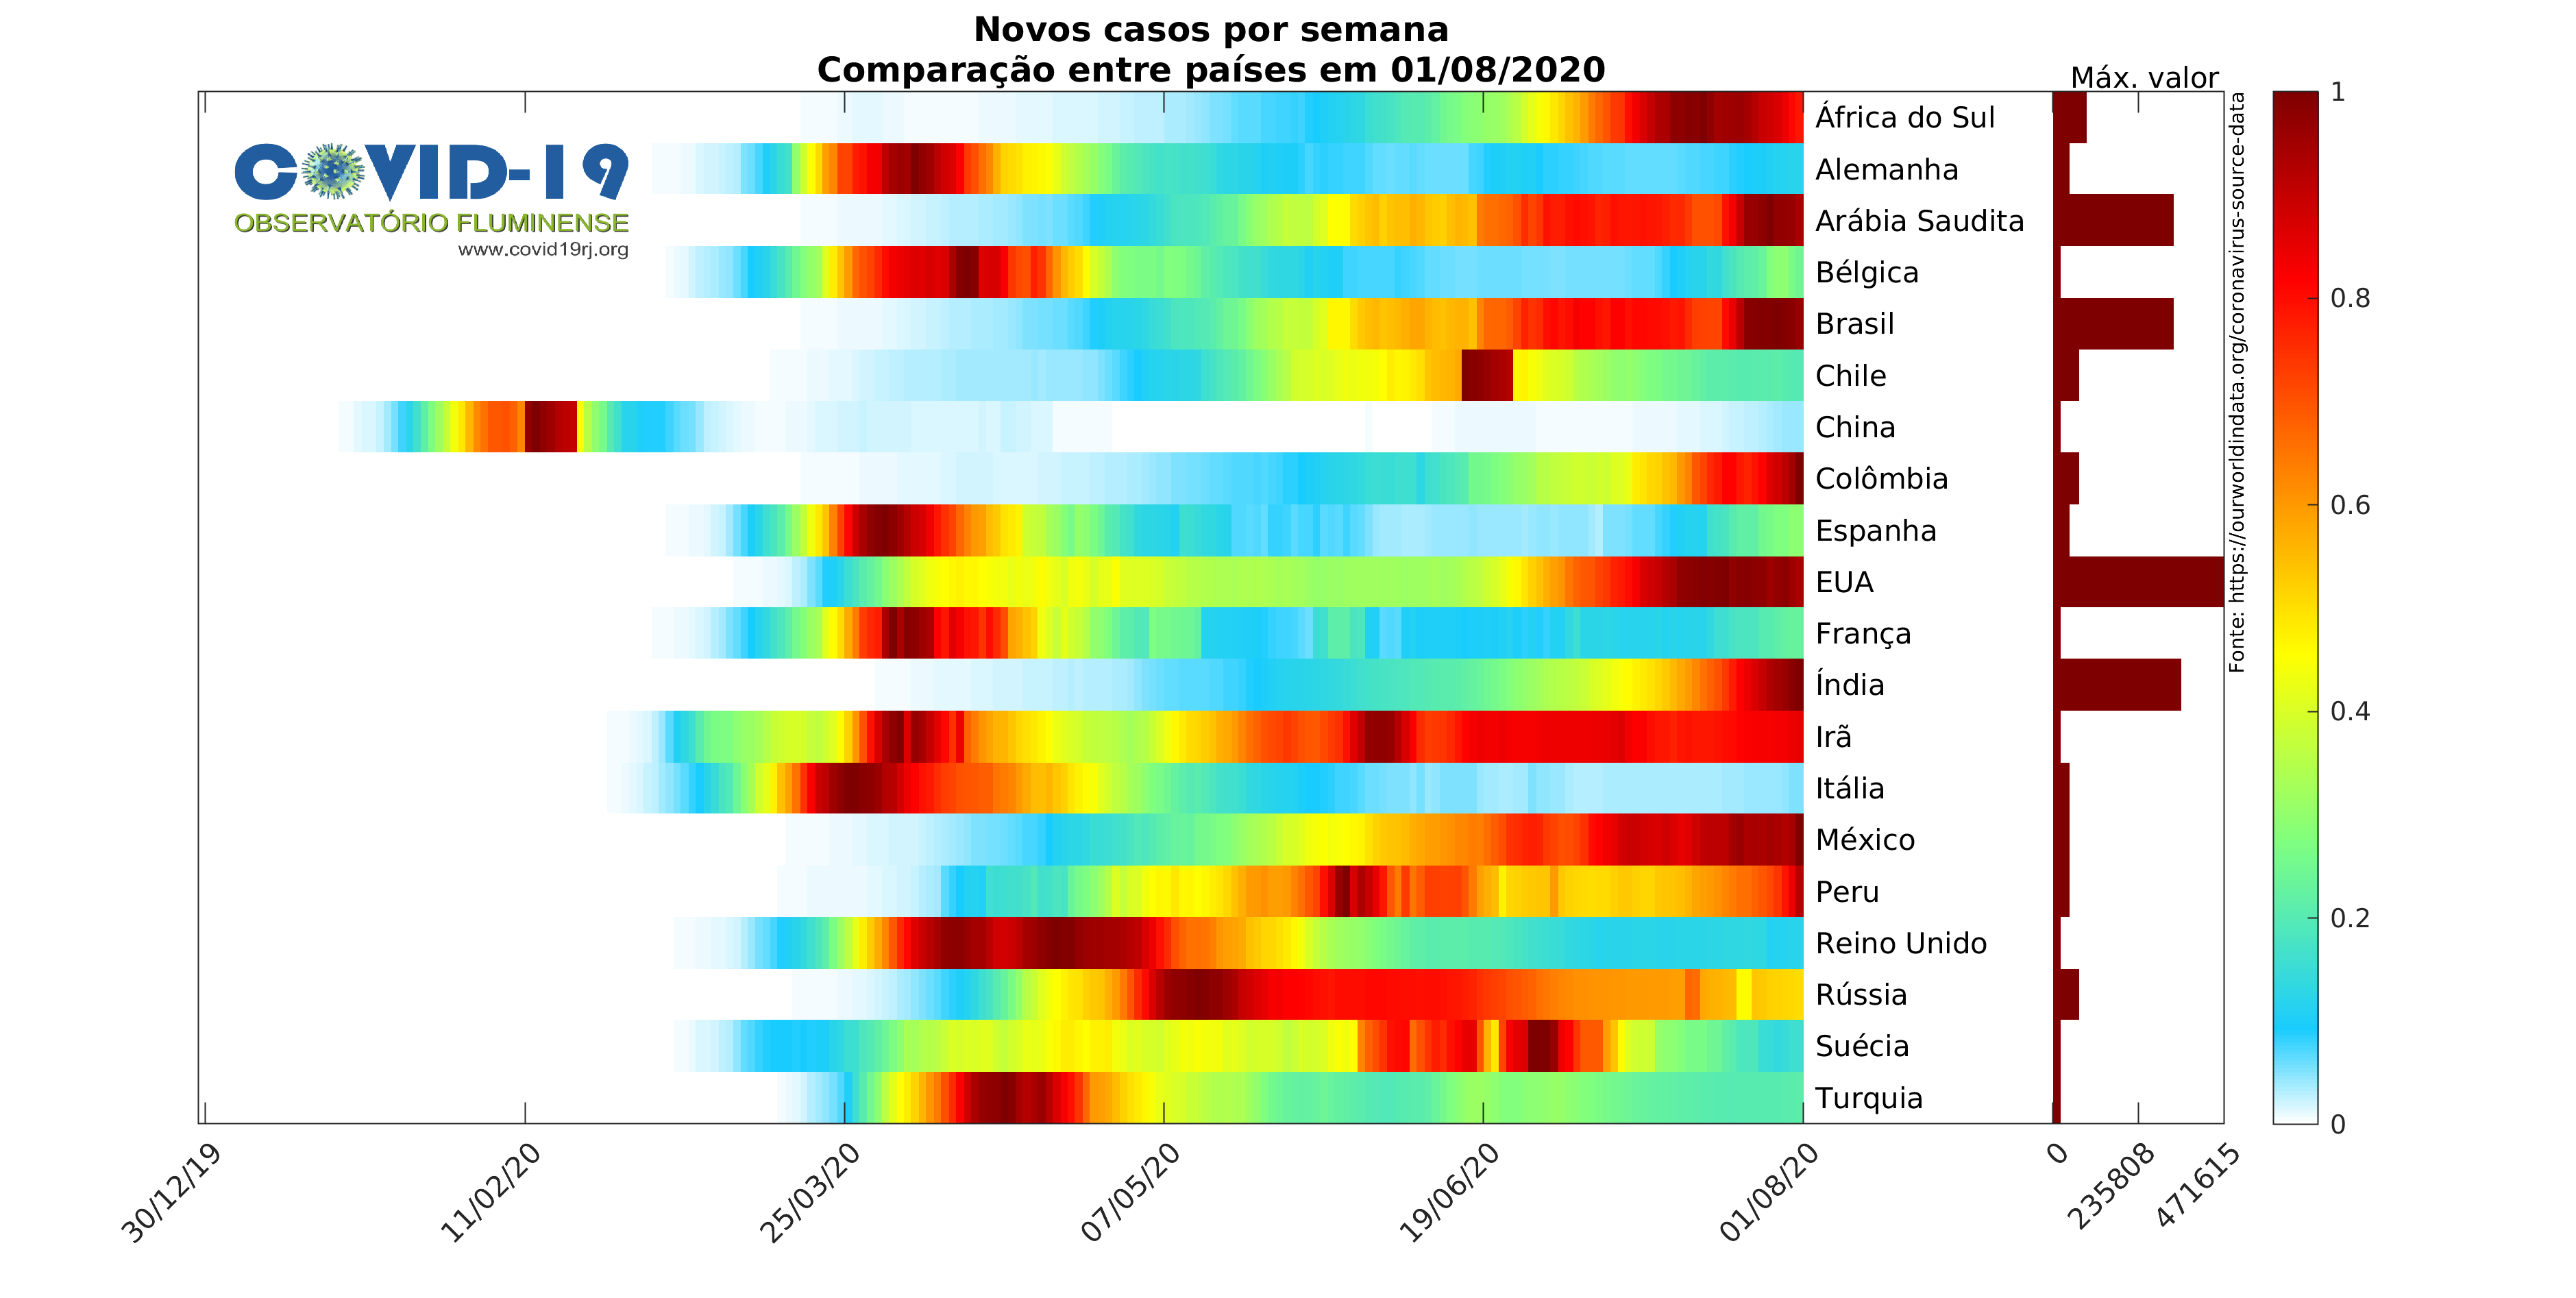 Novos casos por semana
Comparação entre países em 01/08/2020
Máx. valor
COVID-19
OBSERVATÓRIO FLUMINENSE
www.covid19rj.org
África do Sul
Alemanha
Arábia Saudita
Bélgica
Brasil
Chile
China
Colômbia
Espanha
EUA
França
Índia
Irã
Itália
México
Peru
Reino Unido
Rússia
Suécia
Turquia
Fonte: https://ourworldindata.org/coronavirus-source-data
1
0.8
0.6
0.4
0.2
0
30/12/19
11/02/20
25/03/20
07/05/20
19/06/20
01/08/20
0
235808
471615